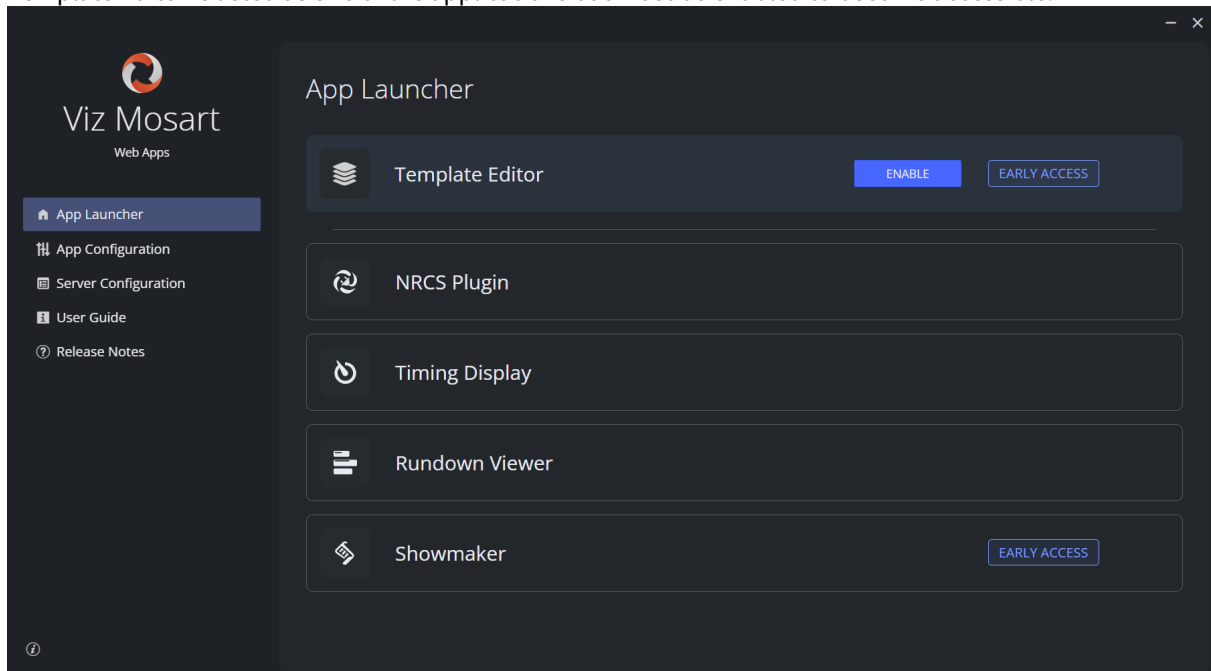 Viz Mosart
Web Apps
App Launcher
App Configuration
Server Configuration
User Guide
Release Notes
App Launcher
Template Editor
ENABLE
EARLY ACCESS
NRCS Plugin
Timing Display
Rundown Viewer
Showmaker
EARLY ACCESS